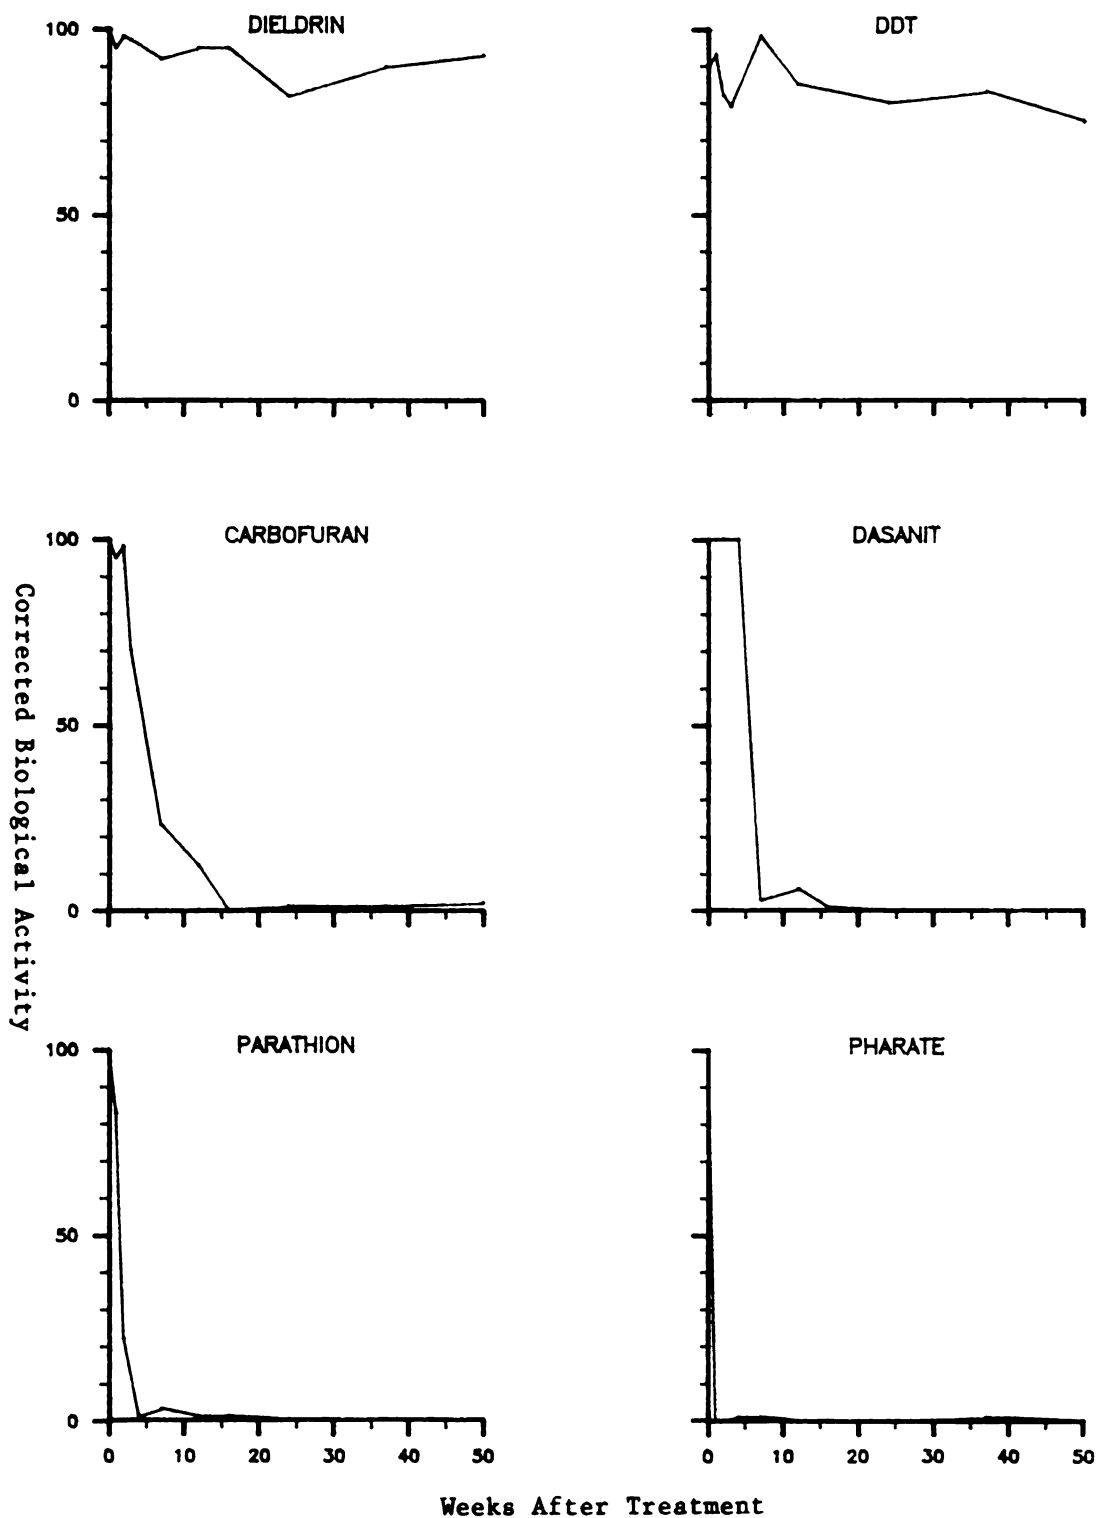 DIELDRIN
100
50
0
DDT
CARBOFURAN
100
50
0
DASANIT
Corrected Biological Activity
PARATHION
100
50
0
0 10 20 30 40 50
PHARATE
0 10 20 30 40 50
Weeks After Treatment